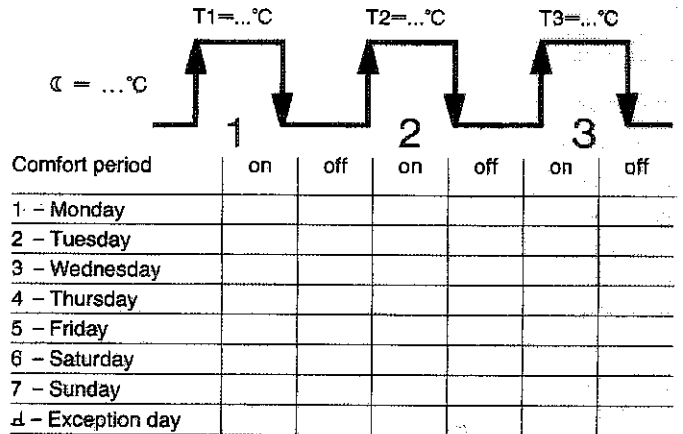 T1=...°C T2=...°C T3=...°C
☾ = ...°C
1 2 3
Comfort period on off on off on off
1 – Monday
2 – Tuesday
3 – Wednesday
4 – Thursday
5 – Friday
6 – Saturday
7 – Sunday
– Exception day